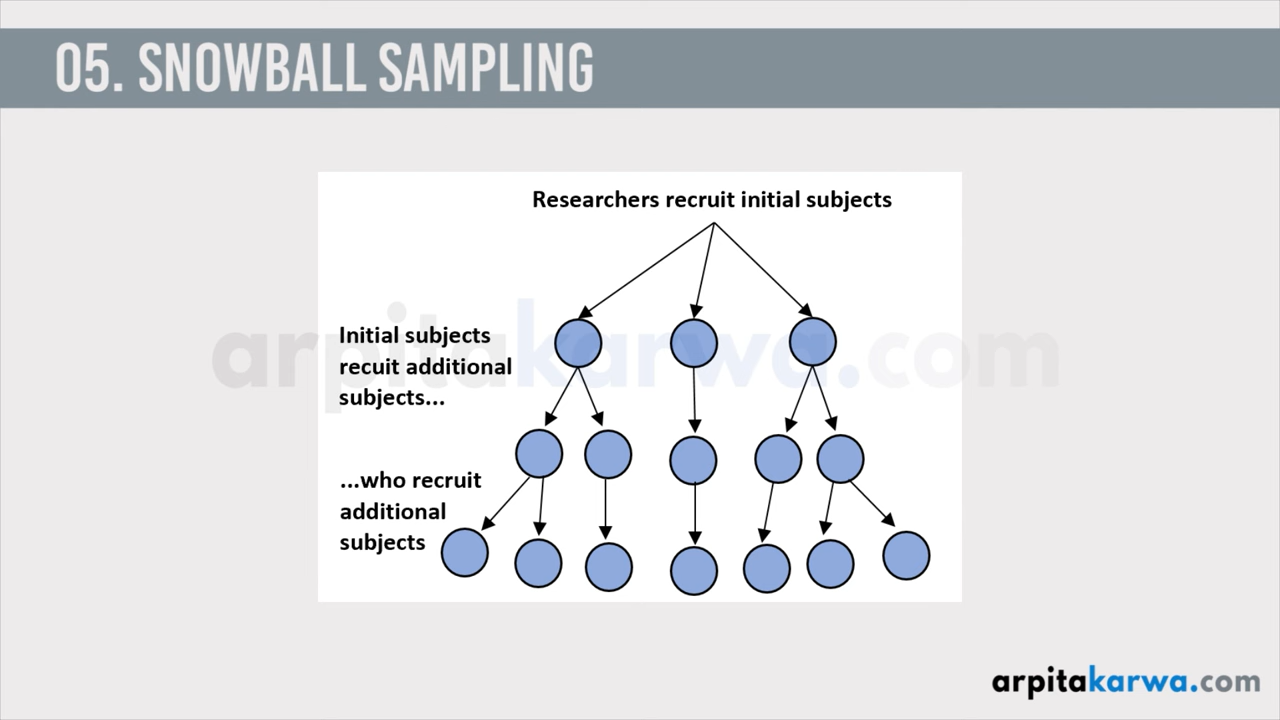 05. SNOWBALL SAMPLING
Researchers recruit initial subjects
Initial subjects
recuit additional
subjects...
...who recruit
additional
subjects
arpitakarwa.com
arpitakarwa.com